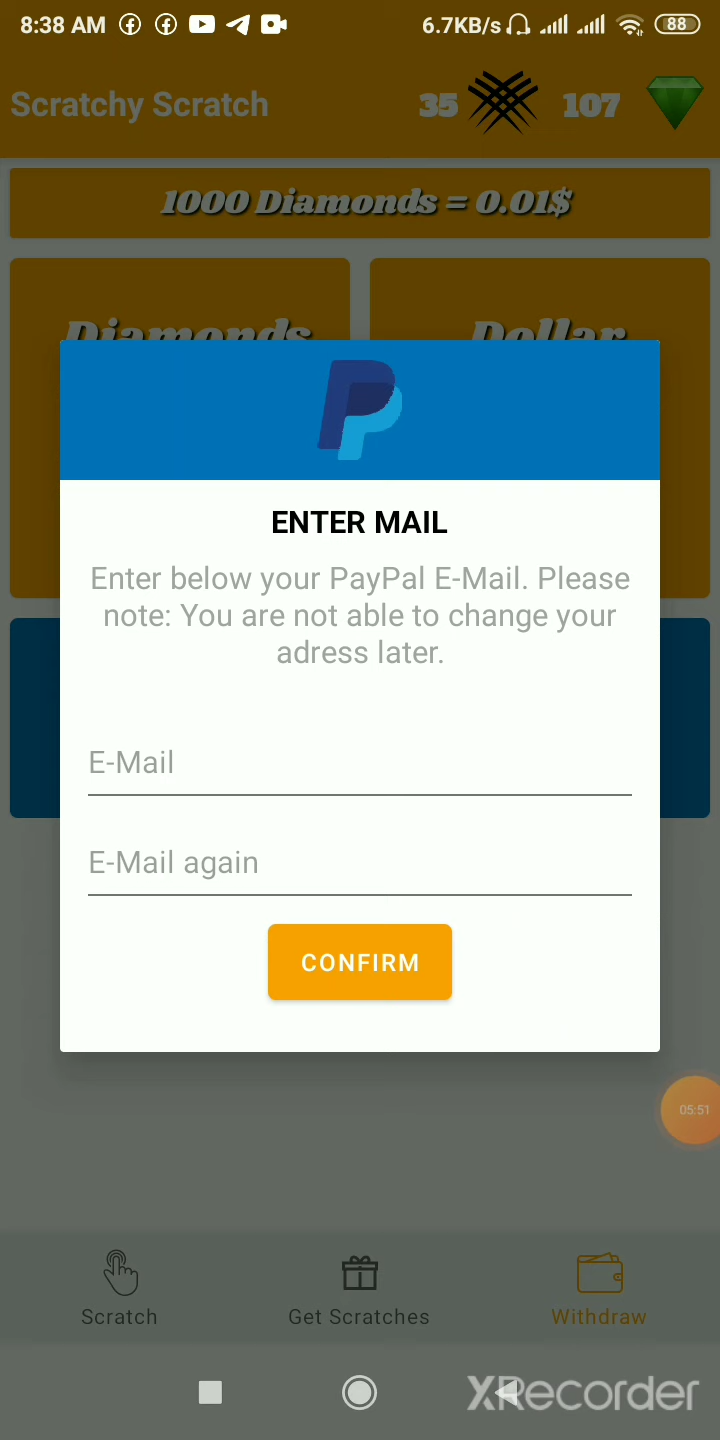 8:38 AM 6.7KB/s 88
Scratchy Scratch 35 107
1000 Diamonds = 0.01$
Diamonds Dollar
ENTER MAIL
Enter below your PayPal E-Mail. Please
note: You are not able to change your
adress later.
E-Mail
E-Mail again
CONFIRM
05:51
Scratch Get Scratches Withdraw
XRecorder